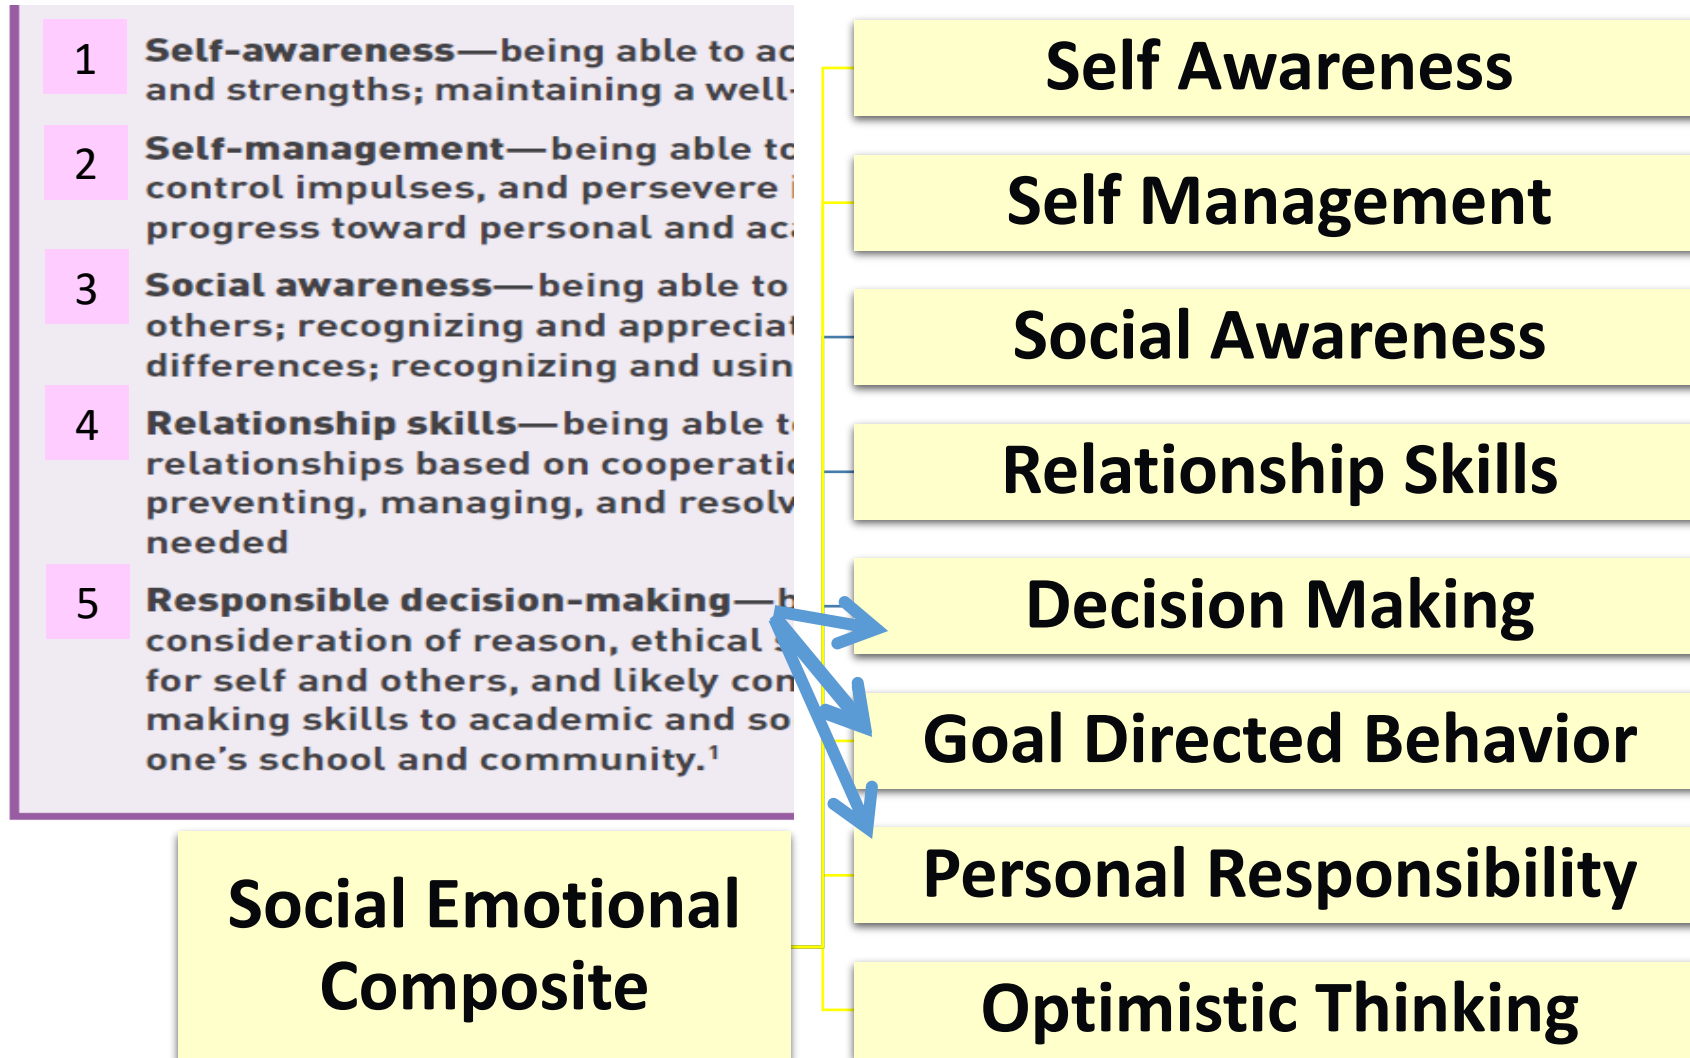 1
Self-awareness—being able to ac
and strengths; maintaining a well-
2
Self-management—being able to
control impulses, and persevere
progress toward personal and aca
3
Social awareness—being able to
others; recognizing and appreciat
differences; recognizing and usin
4
Relationship skills—being able t
relationships based on cooperatio
preventing, managing, and resolv
needed
5
Responsible decision-making—b
consideration of reason, ethical
for self and others, and likely con
making skills to academic and so
one's school and community.¹
Social Emotional
Composite
Self Awareness
Self Management
Social Awareness
Relationship Skills
Decision Making
Goal Directed Behavior
Personal Responsibility
Optimistic Thinking